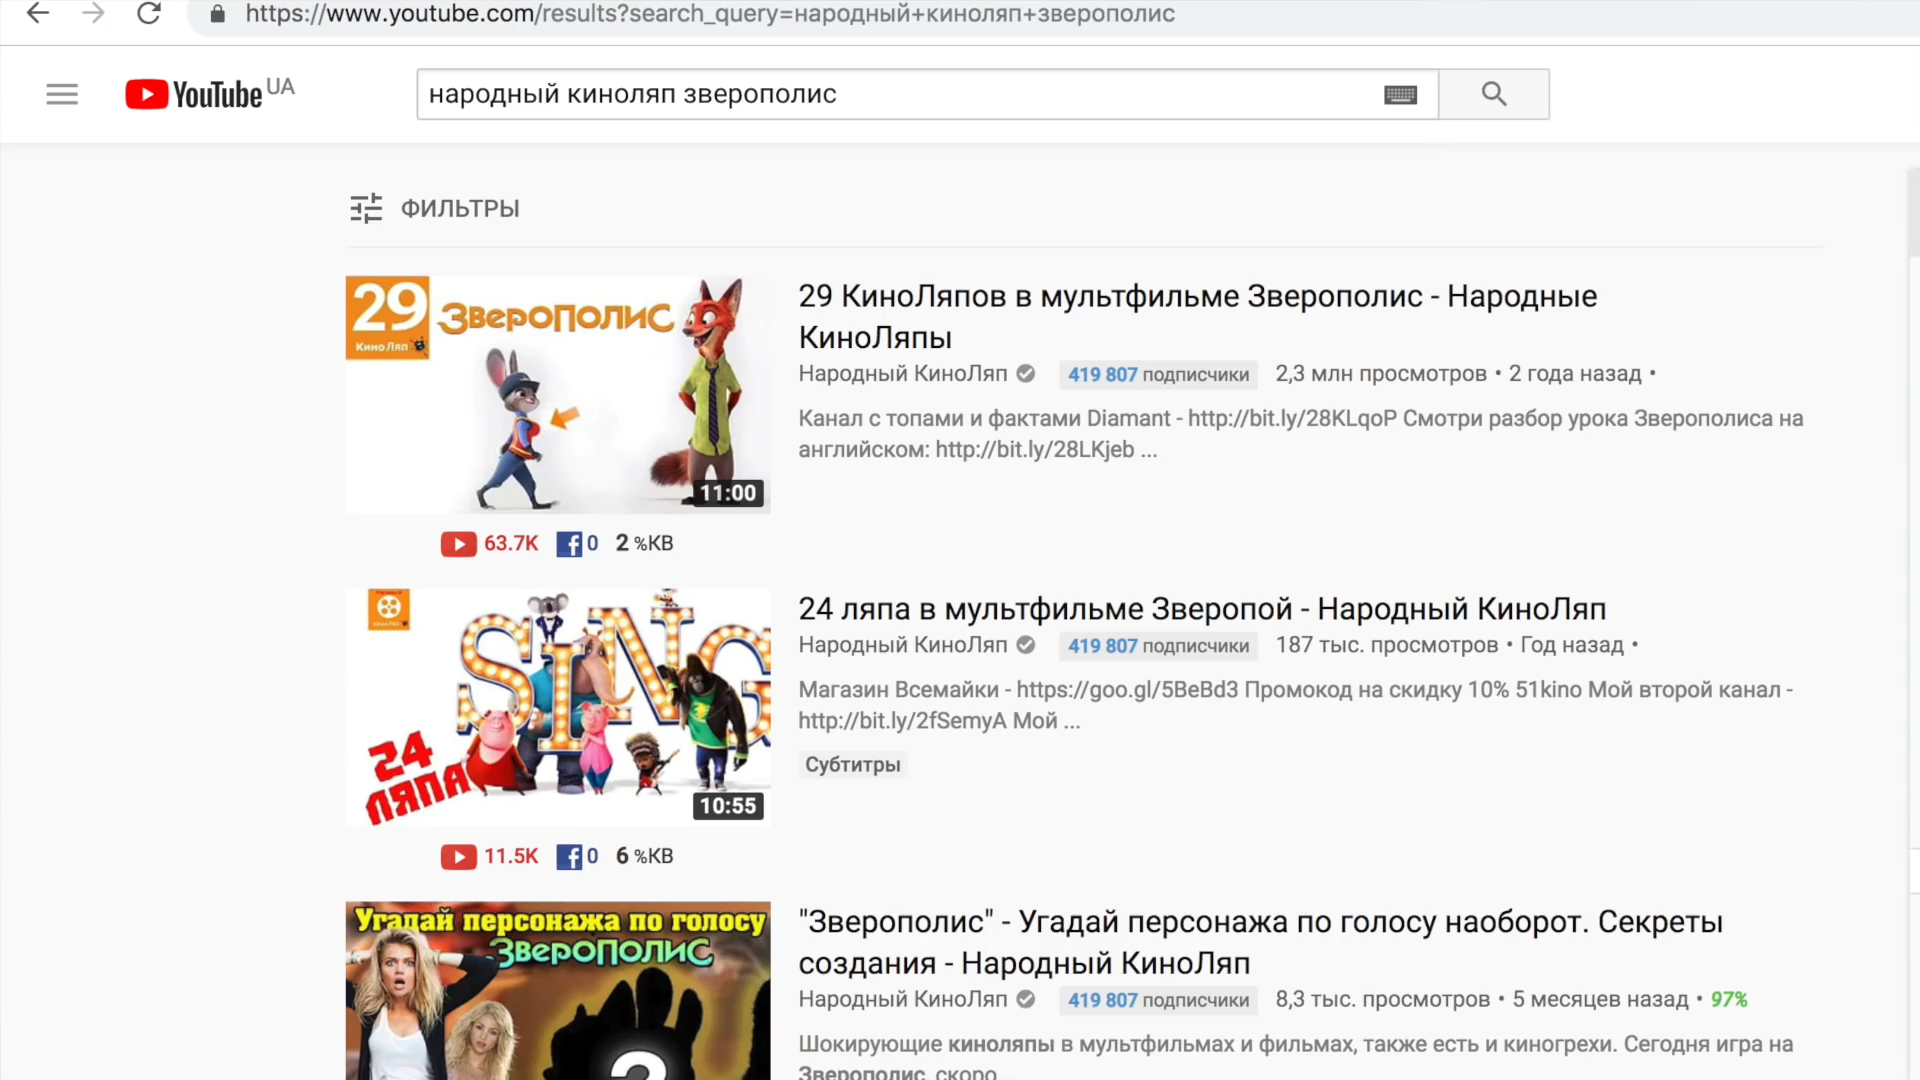 https://www.youtube.com/results?search_query=народный+киноляп+зверополис
YouTube UA
народный киноляп зверополис
ФИЛЬТРЫ
29
КиноЛяп
Зверополис
11:00
29 КиноЛяпов в мультфильме Зверополис - Народные
КиноЛяпы
Народный КиноЛяп 419 807 подписчики 2,3 млн просмотров • 2 года назад •
Канал с топами и фактами Diamant - http://bit.ly/28KLqoP Смотри разбор урока Зверополиса на
английском: http://bit.ly/28LKjeb ...
63.7K 0 2 %КВ
SING
24
ЛЯПА
10:55
24 ляпа в мультфильме Зверопой - Народный КиноЛяп
Народный КиноЛяп 419 807 подписчики 187 тыс. просмотров • Год назад •
Магазин Всемайки - https://goo.gl/5BeBd3 Промокод на скидку 10% 51kino Мой второй канал -
http://bit.ly/2fSemyA Мой ...
Субтитры
11.5K 0 6 %КВ
Угадай персонажа по голосу
Зверополис
?
"Зверополис" - Угадай персонажа по голосу наоборот. Секреты
создания - Народный КиноЛяп
Народный КиноЛяп 419 807 подписчики 8,3 тыс. просмотров • 5 месяцев назад • 97%
Шокирующие киноляпы в мультфильмах и фильмах, также есть и киногрехи. Сегодня игра на
Зверополис, скоро...